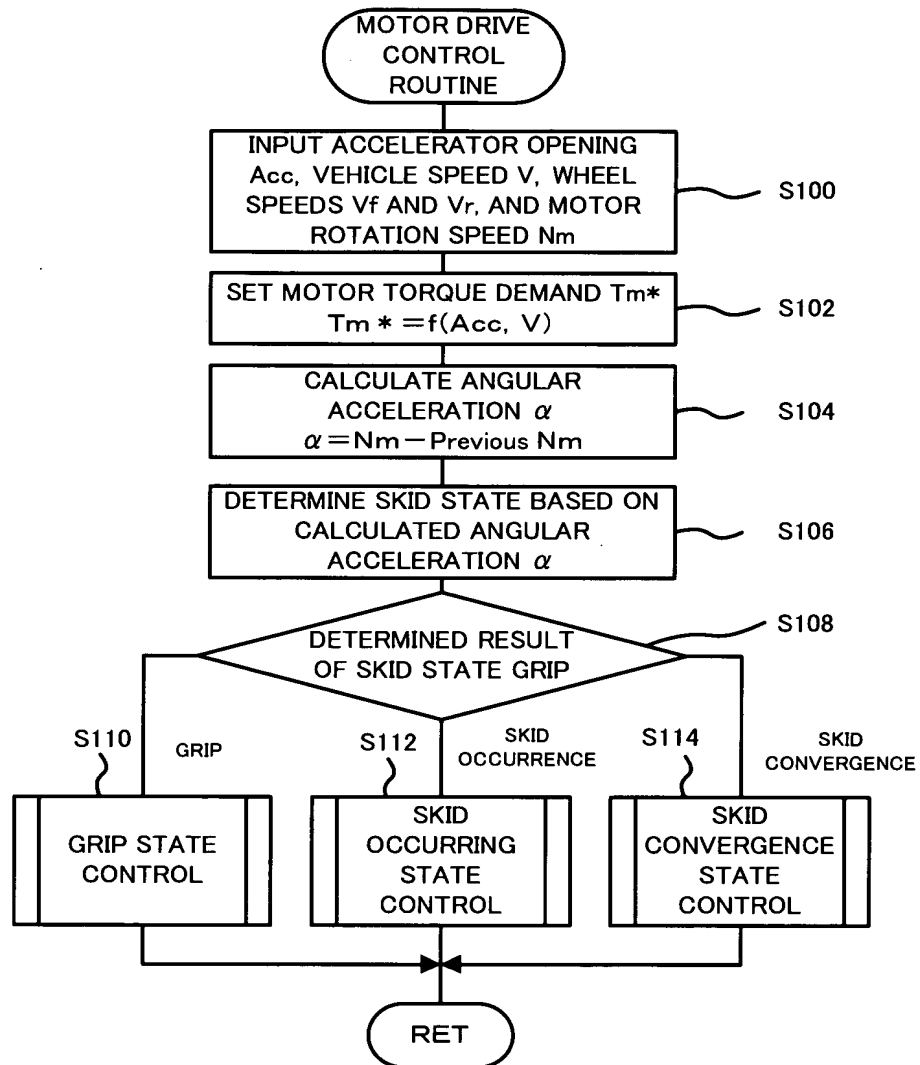 MOTOR DRIVE
CONTROL
ROUTINE
INPUT ACCELERATOR OPENING
Acc, VEHICLE SPEED V, WHEEL
SPEEDS Vf AND Vr, AND MOTOR
ROTATION SPEED Nm
S100
SET MOTOR TORQUE DEMAND Tm*
Tm * =f(Acc, V)
S102
CALCULATE ANGULAR
ACCELERATION α
α=Nm-Previous Nm
S104
DETERMINE SKID STATE BASED ON
CALCULATED ANGULAR
ACCELERATION α
S106
DETERMINED RESULT
OF SKID STATE GRIP
S108
S110
GRIP
S112
SKID
OCCURRENCE
S114
SKID
CONVERGENCE
GRIP STATE
CONTROL
SKID
OCCURRING
STATE
CONTROL
SKID
CONVERGENCE
STATE
CONTROL
RET